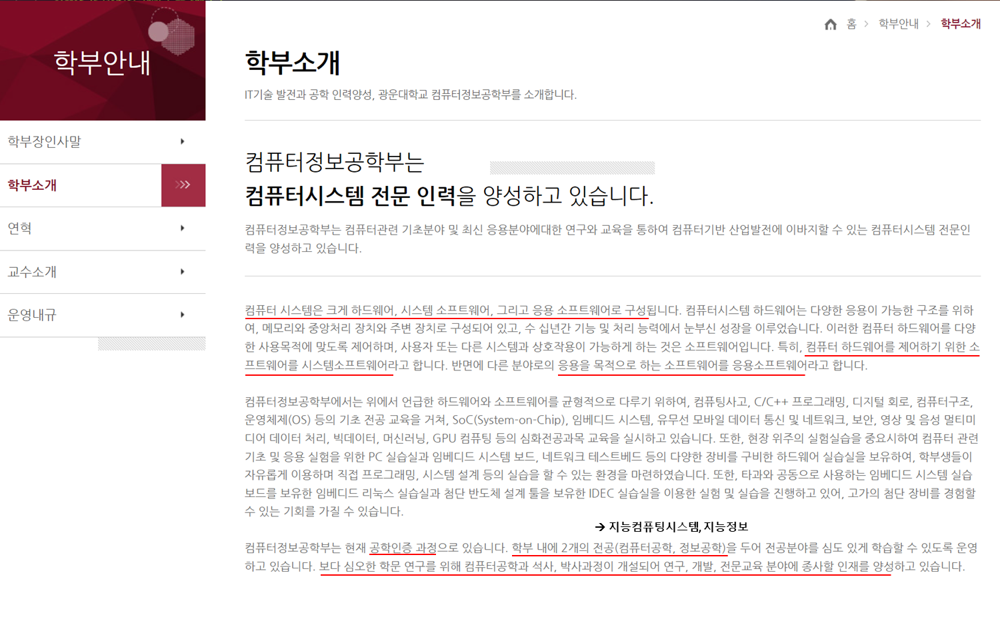 홈 > 학부안내 > 학부소개
학부안내
학부장인사말
학부소개
연혁
교수소개
운영내규
학부소개
IT기술 발전과 공학 인력양성, 광운대학교 컴퓨터정보공학부를 소개합니다.
컴퓨터정보공학부는
컴퓨터시스템 전문 인력을 양성하고 있습니다.
컴퓨터정보공학부는 컴퓨터관련 기초분야 및 최신 응용분야에대한 연구와 교육을 통하여 컴퓨터기반 산업발전에 이바지할 수 있는 컴퓨터시스템 전문인
력을 양성하고 있습니다.
컴퓨터 시스템은 크게 하드웨어, 시스템 소프트웨어, 그리고 응용 소프트웨어로 구성됩니다. 컴퓨터시스템 하드웨어는 다양한 응용이 가능한 구조를 위하
여, 메모리와 중앙처리 장치와 주변 장치로 구성되어 있고, 수 십년간 기능 및 처리 능력에서 눈부신 성장을 이루었습니다. 이러한 컴퓨터 하드웨어를 다양
한 사용목적에 맞도록 제어하며, 사용자 또는 다른 시스템과 상호작용이 가능하게 하는 것은 소프트웨어입니다. 특히, 컴퓨터 하드웨어를 제어하기 위한 소
프트웨어를 시스템소프트웨어라고 합니다. 반면에 다른 분야로의 응용을 목적으로 하는 소프트웨어를 응용소프트웨어라고 합니다.
컴퓨터정보공학부에서는 위에서 언급한 하드웨어와 소프트웨어를 균형적으로 다루기 위하여, 컴퓨팅사고, C/C++ 프로그래밍, 디지털 회로, 컴퓨터구조,
운영체제(OS) 등의 기초 전공 교육을 거쳐, SoC(System-on-Chip), 임베디드 시스템, 유무선 모바일 데이터 통신 및 네트워크, 보안, 영상 및 음성 멀티미
디어 데이터 처리, 빅데이터, 머신러닝, GPU 컴퓨팅 등의 심화전공과목 교육을 실시하고 있습니다. 또한, 현장 위주의 실험실습을 중요시하여 컴퓨터 관련
기초 및 응용 실험을 위한 PC 실습실과 임베디드 시스템 보드, 네트워크 테스트베드 등의 다양한 장비를 구비한 하드웨어 실습실을 보유하여, 학부생들이
자유롭게 이용하며 직접 프로그래밍, 시스템 설계 등의 실습을 할 수 있는 환경을 마련하였습니다. 또한, 타과와 공동으로 사용하는 임베디드 시스템 실습
보드를 보유한 임베디드 리눅스 실습실과 첨단 반도체 설계 툴을 보유한 IDEC 실습실을 이용한 실험 및 실습을 진행하고 있어, 고가의 첨단 장비를 경험할
수 있는 기회를 가질 수 있습니다.
→ 지능컴퓨팅시스템, 지능정보
컴퓨터정보공학부는 현재 공학인증 과정으로 있습니다. 학부 내에 2개의 전공(컴퓨터공학, 정보공학)을 두어 전공분야를 심도 있게 학습할 수 있도록 운영
하고 있습니다. 보다 심오한 학문 연구를 위해 컴퓨터공학과 석사, 박사과정이 개설되어 연구, 개발, 전문교육 분야에 종사할 인재를 양성하고 있습니다.